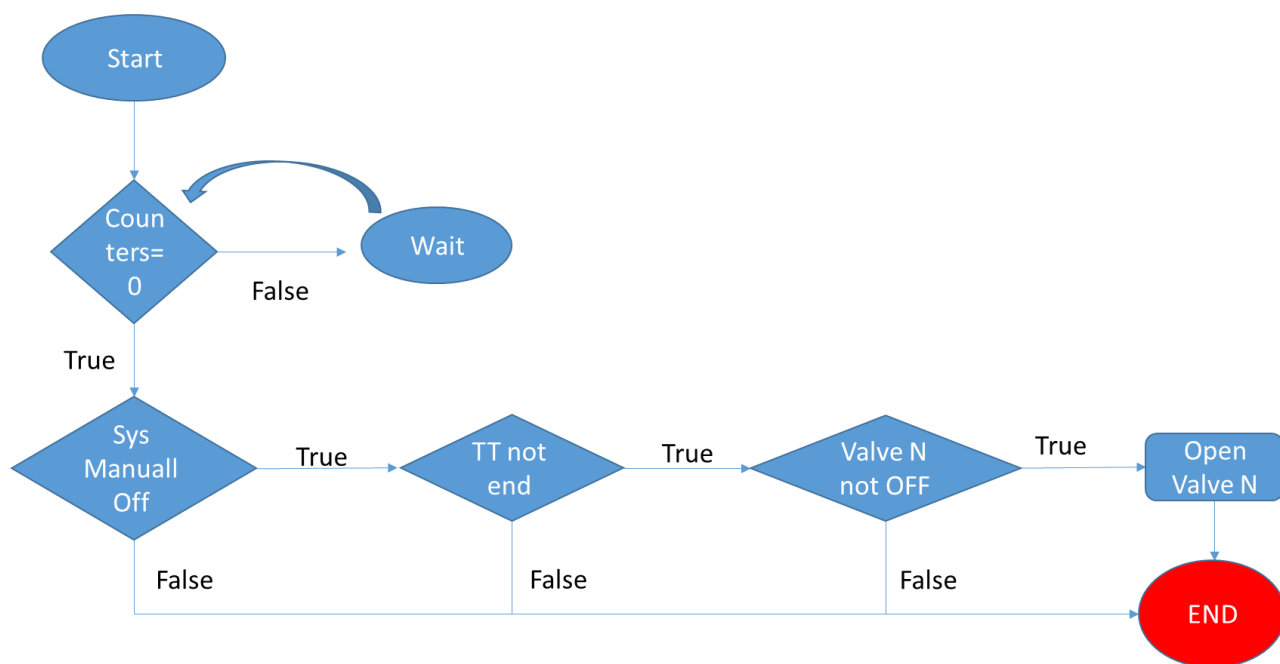 Start
Coun
ters=
0
Wait
False
True
Sys
Manuall
Off
True
TT not
end
True
Valve N
not OFF
True
Open
Valve N
False
False
False
END